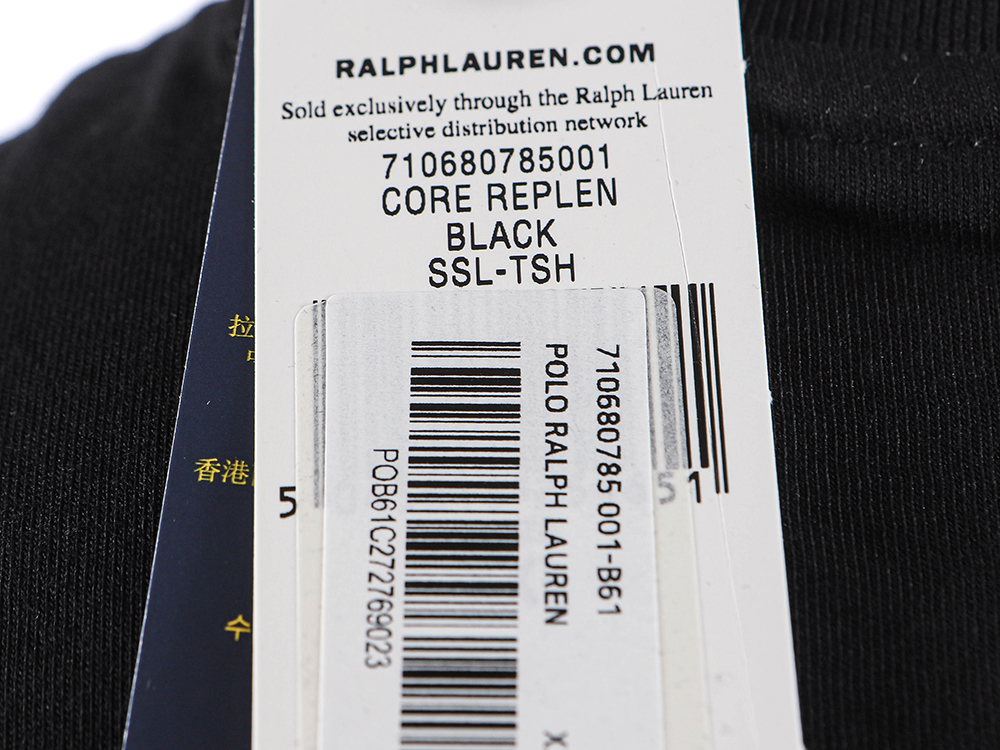 RALPHLAUREN.COM
Sold exclusively through the Ralph Lauren
selective distribution network
710680785001
CORE REPLEN
BLACK
SSL-TSH
5
51
710680785 001-B61
POLO RALPH LAUREN
POB61C272769023
X
拉
香港
수